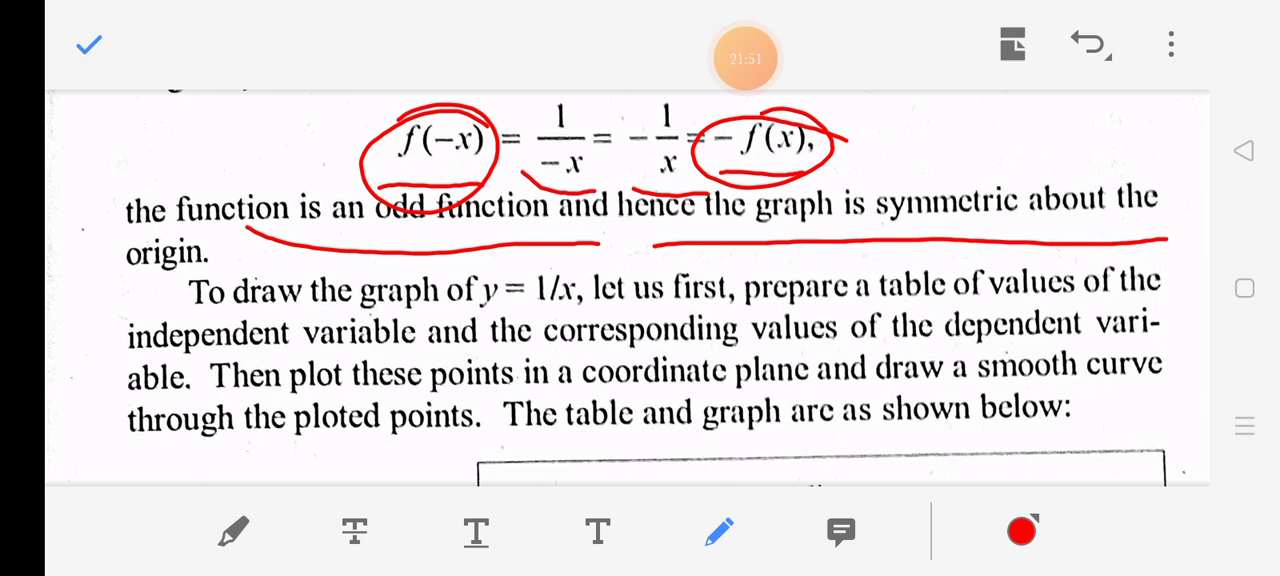 21:51
f(−x) = 1/−x = − 1/x = − f(x),
the function is an odd function and hence the graph is symmetric about the
origin.
To draw the graph of y = 1/x, let us first, prepare a table of values of the
independent variable and the corresponding values of the dependent vari-
able. Then plot these points in a coordinate plane and draw a smooth curve
through the ploted points. The table and graph are as shown below:
T T T